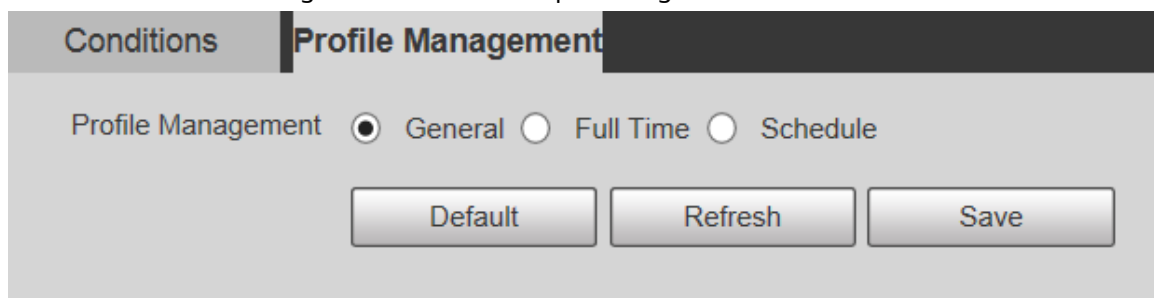 Conditions Profile Management
Profile Management General Full Time Schedule
Default Refresh Save